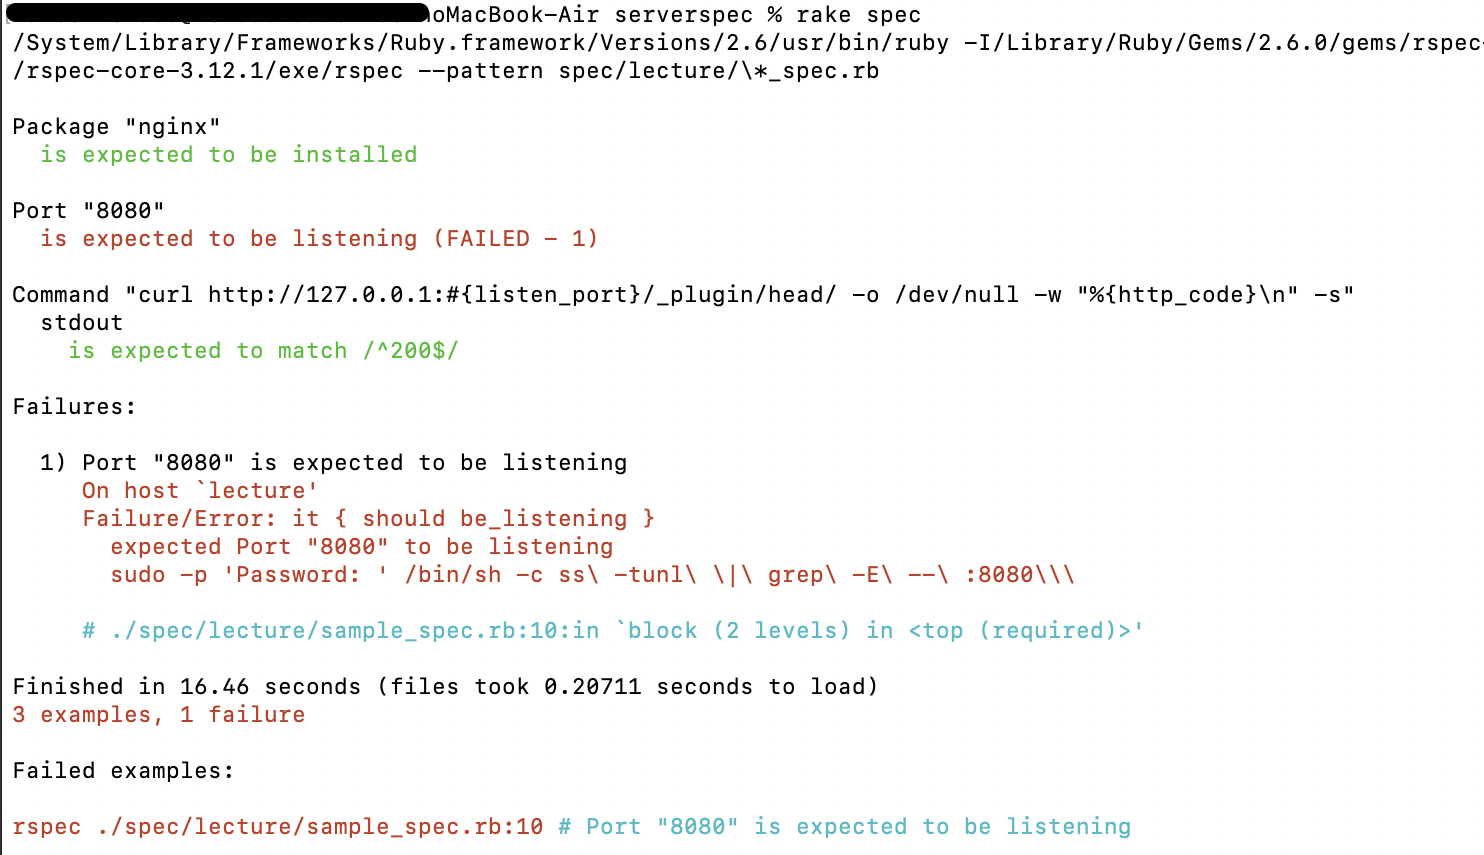 oMacBook-Air serverspec % rake spec
/System/Library/Frameworks/Ruby.framework/Versions/2.6/usr/bin/ruby -I/Library/Ruby/Gems/2.6.0/gems/rspec-
/rspec-core-3.12.1/exe/rspec --pattern spec/lecture/\*_spec.rb
Package "nginx"
is expected to be installed
Port "8080"
is expected to be listening (FAILED - 1)
Command "curl http://127.0.0.1:#{listen_port}/_plugin/head/ -o /dev/null -w "%{http_code}\n" -s"
stdout
is expected to match /^200$/
Failures:
1) Port "8080" is expected to be listening
On host `lecture'
Failure/Error: it { should be_listening }
expected Port "8080" to be listening
sudo -p 'Password: ' /bin/sh -c ss\ -tunl\ \|\ grep\ -E\ --\ :8080\\\
# ./spec/lecture/sample_spec.rb:10:in `block (2 levels) in <top (required)>'
Finished in 16.46 seconds (files took 0.20711 seconds to load)
3 examples, 1 failure
Failed examples:
rspec ./spec/lecture/sample_spec.rb:10 # Port "8080" is expected to be listening